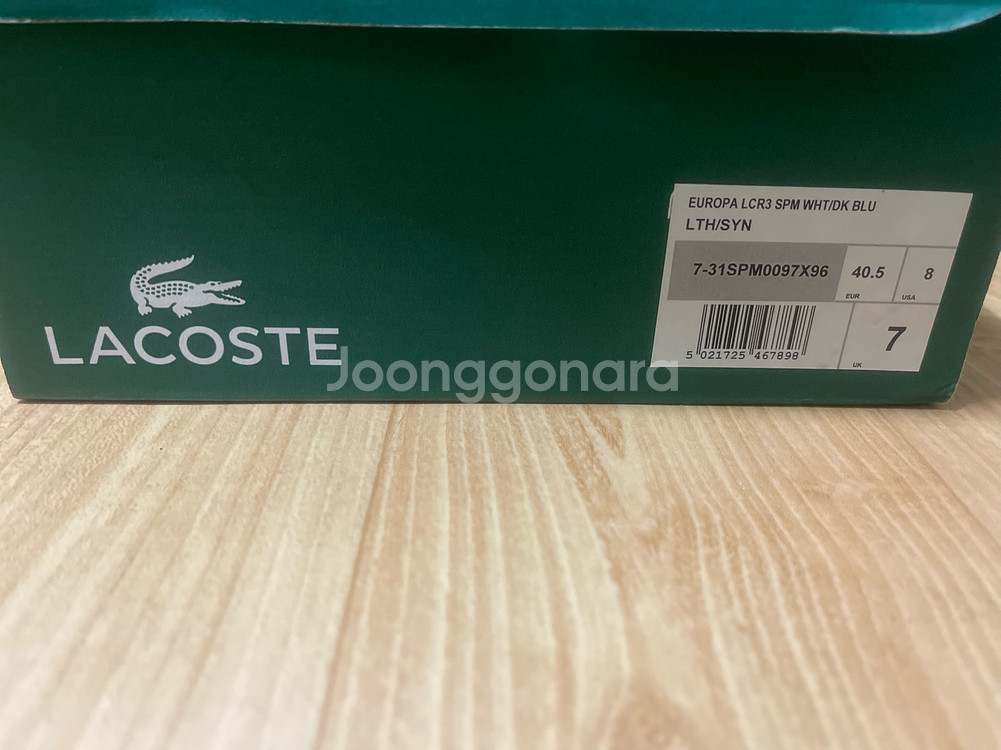 LACOSTE
EUROPA LCR3 SPM WHT/DK BLU
LTH/SYN
7-31SPM0097X96
40.5
EUR
8
USA
5 021725 467898
7
UK
Joonggonara